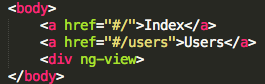 <body>
    <a href="#/">Index</a>
    <a href="#/users">Users</a>
    <div ng-view>
</body>